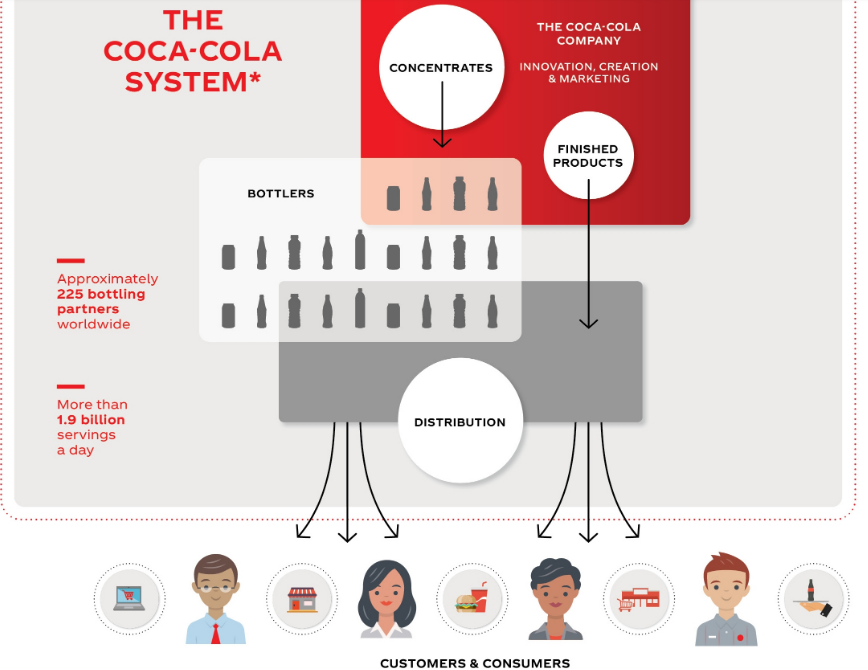 THE
COCA-COLA
SYSTEM*
THE COCA-COLA
COMPANY
INNOVATION, CREATION
& MARKETING
CONCENTRATES
FINISHED
PRODUCTS
BOTTLERS
Approximately
225 bottling
partners
worldwide
More than
1.9 billion
servings
a day
DISTRIBUTION
CUSTOMERS & CONSUMERS